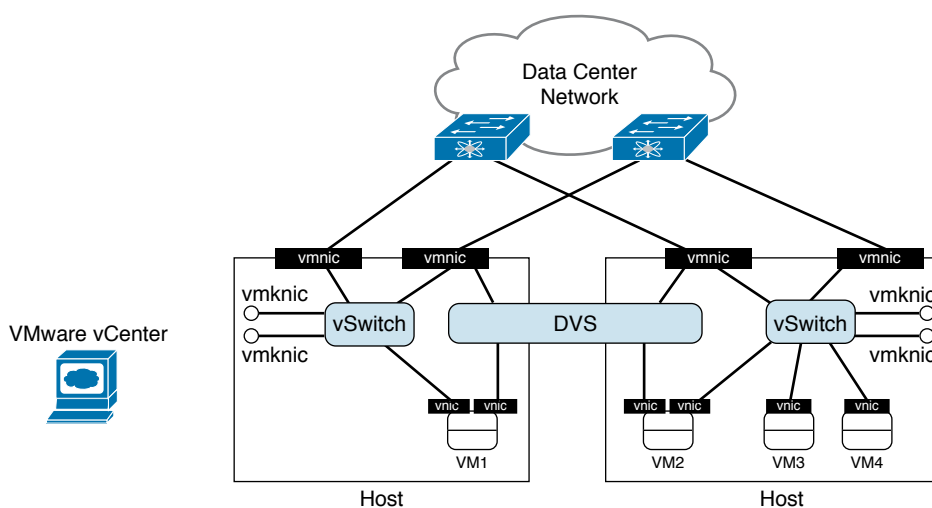 Data Center
Network
vmnic
vmnic
vmnic
vmnic
vmknic
vmknic
vSwitch
DVS
vSwitch
vmknic
vmknic
VMware vCenter
vnic
vnic
vnic
vnic
vnic
vnic
VM1
VM2
VM3
VM4
Host
Host